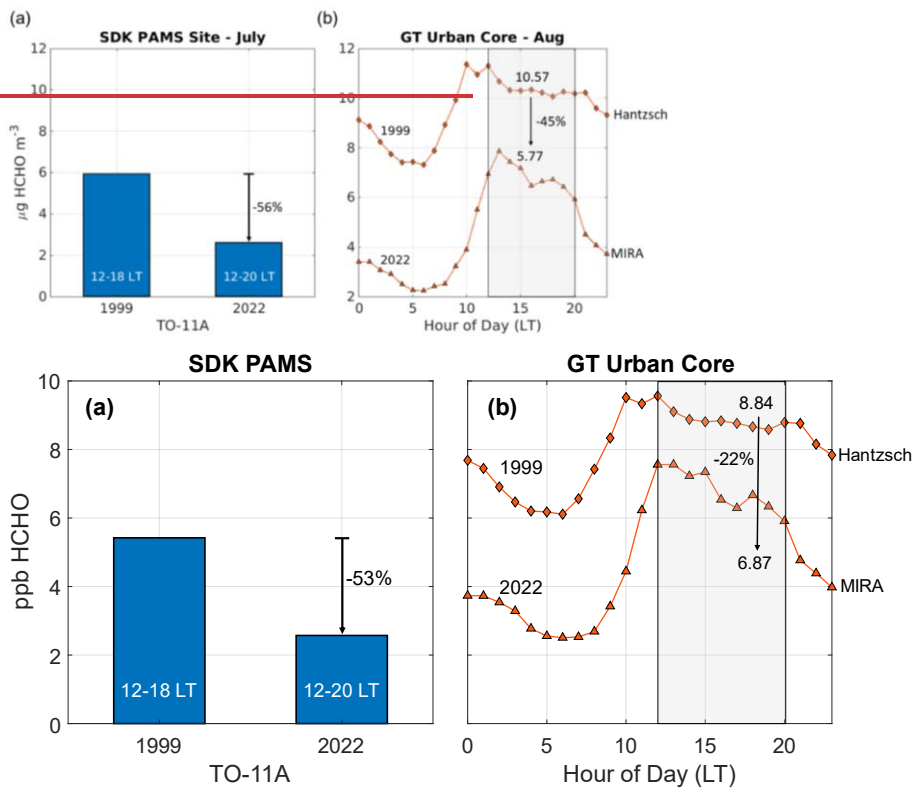 (a)
SDK PAMS Site - July
12
10
8
6
4
2
0
μg HCHO m⁻³
-56%
12-18 LT
12-20 LT
1999
2022
TO-11A
(b)
GT Urban Core - Aug
12
10
8
6
4
2
10.57
-45%
5.77
1999
2022
Hantzsch
MIRA
0
5
10
15
20
Hour of Day (LT)
SDK PAMS
(a)
10
8
6
4
2
0
ppb HCHO
-53%
12-18 LT
12-20 LT
1999
2022
TO-11A
GT Urban Core
(b)
8.84
-22%
6.87
1999
2022
Hantzsch
MIRA
0
5
10
15
20
Hour of Day (LT)